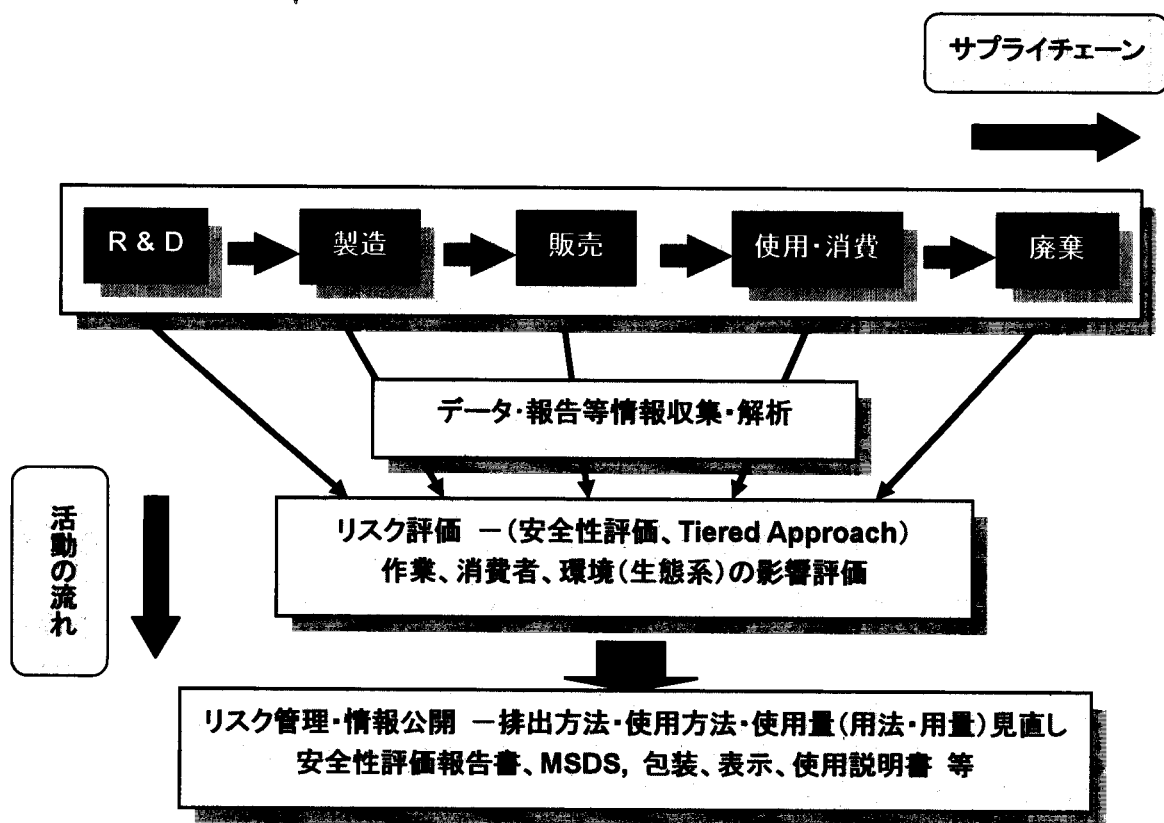 サプライチェーン
R & D
製造
販売
使用・消費
廃棄
データ・報告等情報収集・解析
活動の流れ
リスク評価 －(安全性評価、Tiered Approach)
作業、消費者、環境(生態系)の影響評価
リスク管理・情報公開 －排出方法・使用方法・使用量(用法・用量)見直し
安全性評価報告書、MSDS, 包装、表示、使用説明書 等